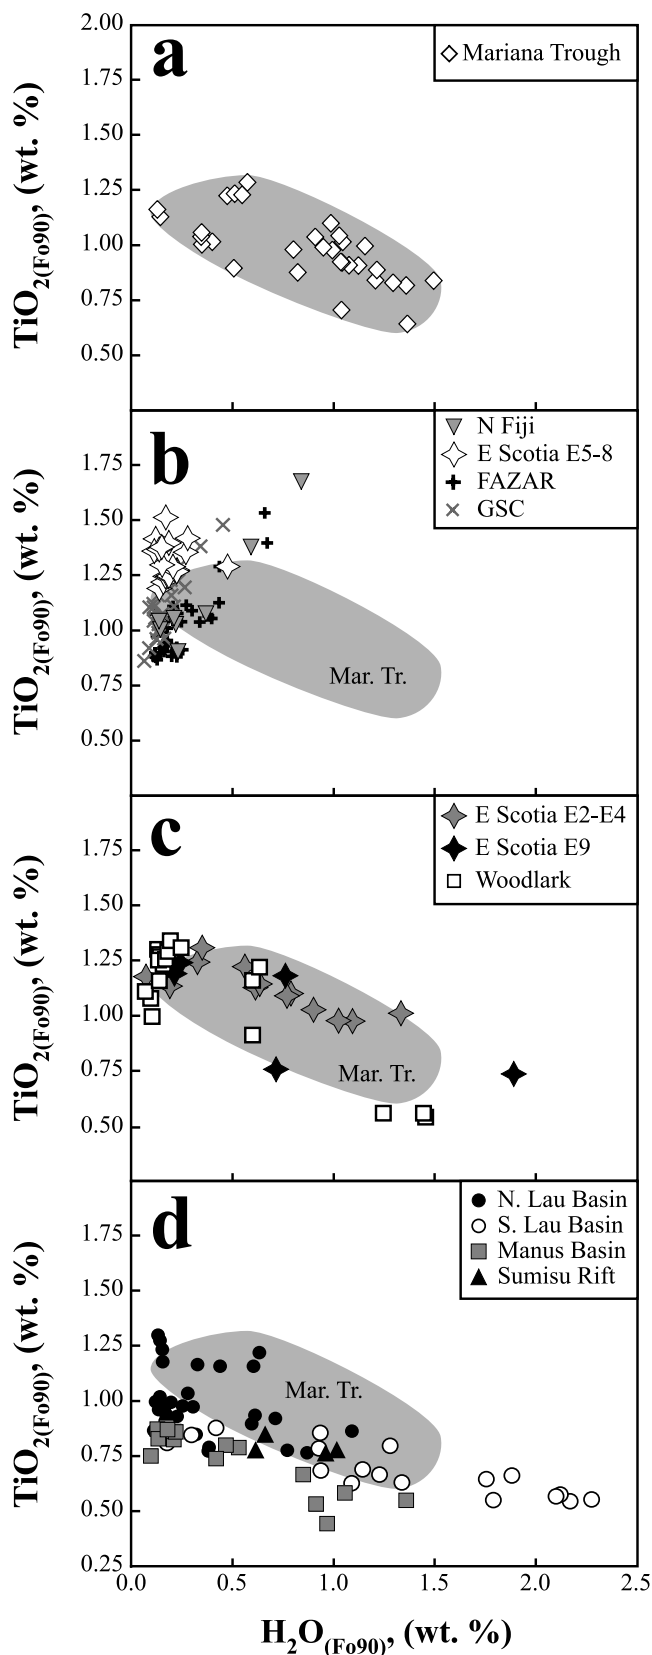 2.00
a
Mariana Trough
1.75
1.50
1.25
1.00
0.75
0.50
TiO2(Fo90), (wt. %)
b
N Fiji
E Scotia E5-8
FAZAR
GSC
1.75
1.50
1.25
1.00
0.75
0.50
TiO2(Fo90), (wt. %)
Mar. Tr.
c
E Scotia E2-E4
E Scotia E9
Woodlark
1.75
1.50
1.25
1.00
0.75
0.50
TiO2(Fo90), (wt. %)
Mar. Tr.
d
N. Lau Basin
S. Lau Basin
Manus Basin
Sumisu Rift
1.75
1.50
1.25
1.00
0.75
0.50
0.25
TiO2(Fo90), (wt. %)
Mar. Tr.
0.0 0.5 1.0 1.5 2.0 2.5
H2O(Fo90), (wt. %)